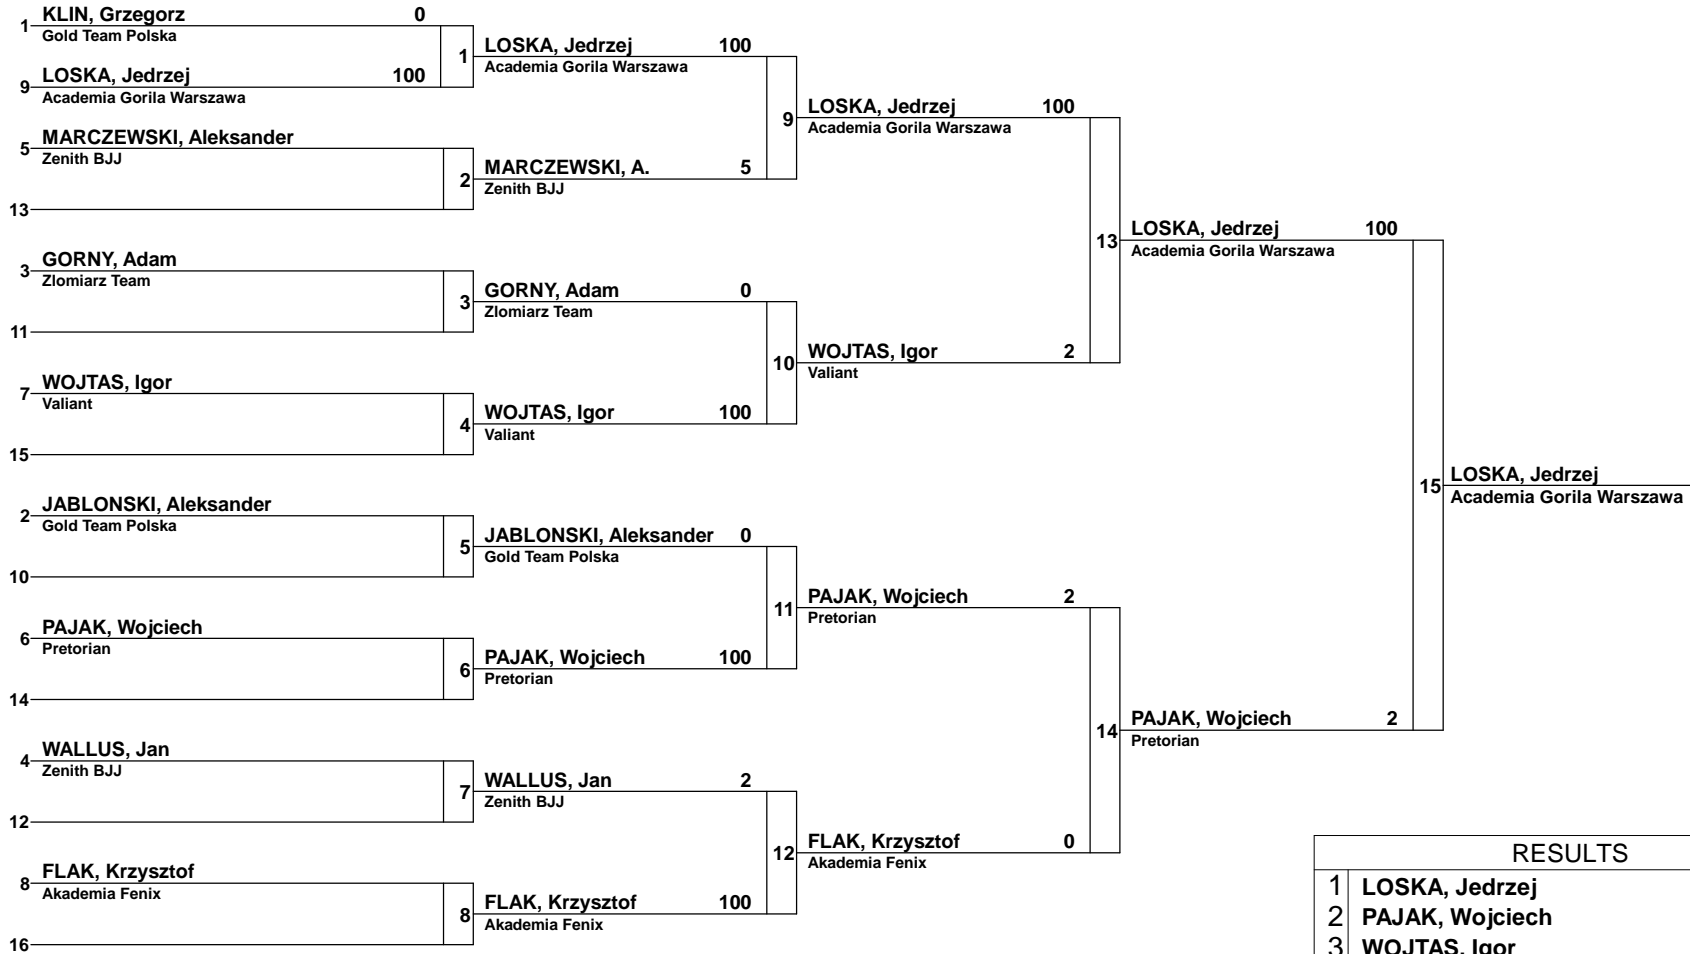 KLIN, Grzegorz 0
1
Gold Team Polska
LOSKA, Jedrzej 100
9
Academia Gorila Warszawa
1
MARCZEWSKI, Aleksander
5
Zenith BJJ
13
2
GORNY, Adam
3
Zlomiarz Team
11
3
WOJTAS, Igor
7
Valiant
15
4
JABLONSKI, Aleksander
2
Gold Team Polska
10
5
PAJAK, Wojciech
6
Pretorian
14
6
WALLUS, Jan
4
Zenith BJJ
12
7
FLAK, Krzysztof
8
Akademia Fenix
16
8
LOSKA, Jedrzej 100
Academia Gorila Warszawa
MARCZEWSKI, A. 5
Zenith BJJ
9
GORNY, Adam 0
Zlomiarz Team
WOJTAS, Igor 100
Valiant
10
JABLONSKI, Aleksander 0
Gold Team Polska
PAJAK, Wojciech 100
Pretorian
11
WALLUS, Jan 2
Zenith BJJ
FLAK, Krzysztof 100
Akademia Fenix
12
LOSKA, Jedrzej 100
Academia Gorila Warszawa
WOJTAS, Igor 2
Valiant
13
PAJAK, Wojciech 2
Pretorian
FLAK, Krzysztof 0
Akademia Fenix
14
LOSKA, Jedrzej 100
Academia Gorila Warszawa
PAJAK, Wojciech 2
Pretorian
15
LOSKA, Jedrzej
Academia Gorila Warszawa
RESULTS
1 LOSKA, Jedrzej
2 PAJAK, Wojciech
3 WOJTAS, Igor